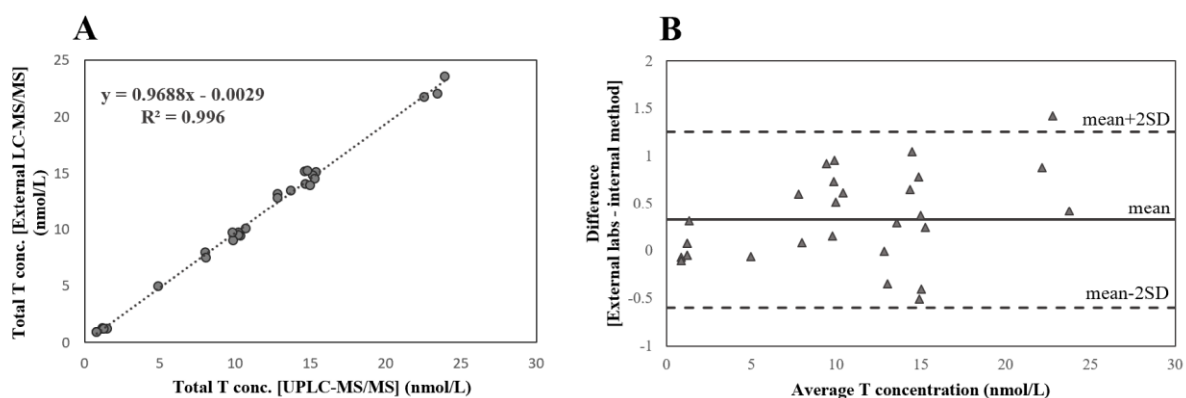 A
Total T conc. [External LC-MS/MS]
(nmol/L)
25
20
15
10
5
0
y = 0.9688x - 0.0029
R² = 0.996
0 5 10 15 20 25 30
Total T conc. [UPLC-MS/MS] (nmol/L)
B
Difference
[External labs - internal method]
2
1.5
1
0.5
0
-0.5
-1
mean+2SD
mean
mean-2SD
0 5 10 15 20 25 30
Average T concentration (nmol/L)